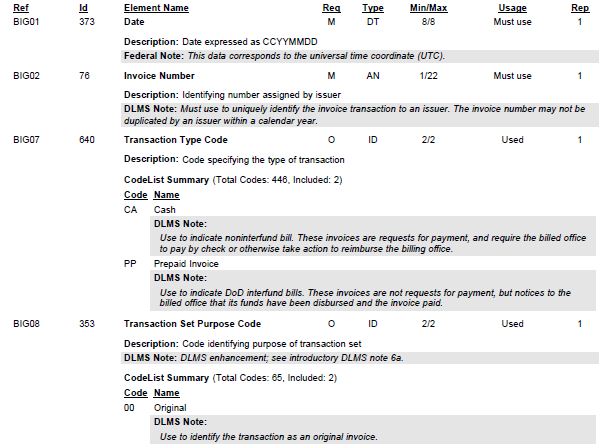 Ref Id Element Name Req Type Min/Max Usage Rep
BIG01 373 Date M DT 8/8 Must use 1
Description: Date expressed as CCYYMMDD
Federal Note: This data corresponds to the universal time coordinate (UTC).
BIG02 76 Invoice Number M AN 1/22 Must use 1
Description: Identifying number assigned by issuer
DLMS Note: Must use to uniquely identify the invoice transaction to an issuer. The invoice number may not be
duplicated by an issuer within a calendar year.
BIG07 640 Transaction Type Code O ID 2/2 Used 1
Description: Code specifying the type of transaction
CodeList Summary (Total Codes: 446, Included: 2)
Code Name
CA Cash
DLMS Note:
Use to indicate noninterfund bill. These invoices are requests for payment, and require the billed office
to pay by check or otherwise take action to reimburse the billing office.
PP Prepaid Invoice
DLMS Note:
Use to indicate DoD interfund bills. These invoices are not requests for payment, but notices to the
billed office that its funds have been disbursed and the invoice paid.
BIG08 353 Transaction Set Purpose Code O ID 2/2 Used 1
Description: Code identifying purpose of transaction set
DLMS Note: DLMS enhancement; see introductory DLMS note 6a.
CodeList Summary (Total Codes: 65, Included: 2)
Code Name
00 Original
DLMS Note:
Use to identify the transaction as an original invoice.